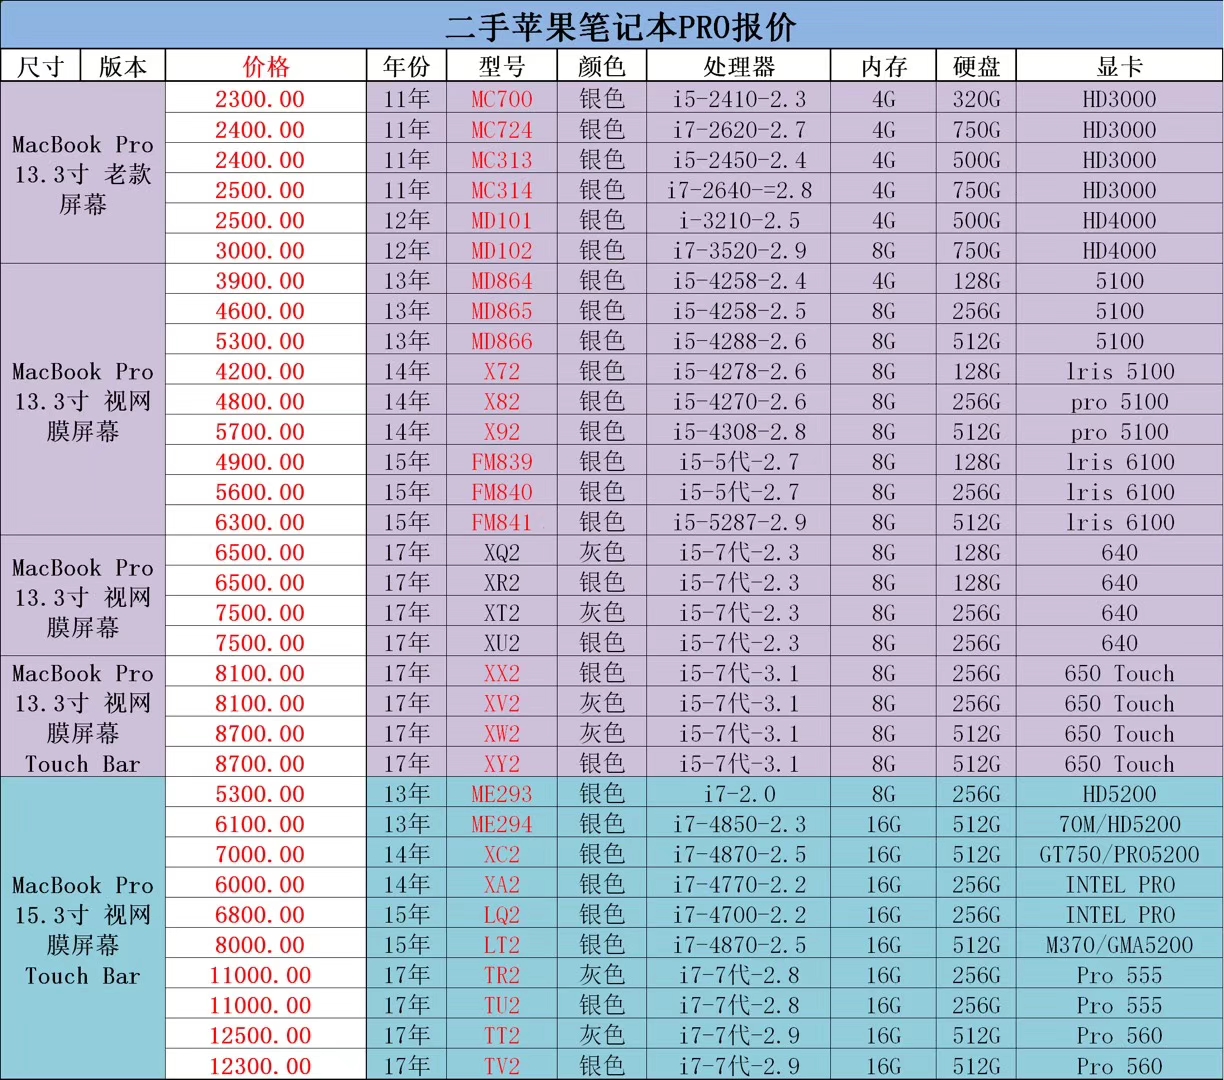 二手苹果笔记本PRO报价
尺寸 版本 价格 年份 型号 颜色 处理器 内存 硬盘 显卡
MacBook Pro
13.3寸 老款
屏幕
2300.00 11年 MC700 银色 i5-2410-2.3 4G 320G HD3000
2400.00 11年 MC724 银色 i7-2620-2.7 4G 750G HD3000
2400.00 11年 MC313 银色 i5-2450-2.4 4G 500G HD3000
2500.00 11年 MC314 银色 i7-2640-=2.8 4G 750G HD3000
2500.00 12年 MD101 银色 i-3210-2.5 4G 500G HD4000
3000.00 12年 MD102 银色 i7-3520-2.9 8G 750G HD4000
MacBook Pro
13.3寸 视网
膜屏幕
3900.00 13年 MD864 银色 i5-4258-2.4 4G 128G 5100
4600.00 13年 MD865 银色 i5-4258-2.5 8G 256G 5100
5300.00 13年 MD866 银色 i5-4288-2.6 8G 512G 5100
4200.00 14年 X72 银色 i5-4278-2.6 8G 128G lris 5100
4800.00 14年 X82 银色 i5-4270-2.6 8G 256G pro 5100
5700.00 14年 X92 银色 i5-4308-2.8 8G 512G pro 5100
4900.00 15年 FM839 银色 i5-5代-2.7 8G 128G lris 6100
5600.00 15年 FM840 银色 i5-5代-2.7 8G 256G lris 6100
6300.00 15年 FM841 银色 i5-5287-2.9 8G 512G lris 6100
MacBook Pro
13.3寸 视网
膜屏幕
6500.00 17年 XQ2 灰色 i5-7代-2.3 8G 128G 640
6500.00 17年 XR2 银色 i5-7代-2.3 8G 128G 640
7500.00 17年 XT2 灰色 i5-7代-2.3 8G 256G 640
7500.00 17年 XU2 银色 i5-7代-2.3 8G 256G 640
MacBook Pro
13.3寸 视网
膜屏幕
Touch Bar
8100.00 17年 XX2 银色 i5-7代-3.1 8G 256G 650 Touch
8100.00 17年 XV2 灰色 i5-7代-3.1 8G 256G 650 Touch
8700.00 17年 XW2 灰色 i5-7代-3.1 8G 512G 650 Touch
8700.00 17年 XY2 银色 i5-7代-3.1 8G 512G 650 Touch
MacBook Pro
15.3寸 视网
膜屏幕
Touch Bar
5300.00 13年 ME293 银色 i7-2.0 8G 256G HD5200
6100.00 13年 ME294 银色 i7-4850-2.3 16G 512G 70M/HD5200
7000.00 14年 XC2 银色 i7-4870-2.5 16G 512G GT750/PRO5200
6000.00 14年 XA2 银色 i7-4770-2.2 16G 256G INTEL PRO
6800.00 15年 LQ2 银色 i7-4700-2.2 16G 256G INTEL PRO
8000.00 15年 LT2 银色 i7-4870-2.5 16G 512G M370/GMA5200
11000.00 17年 TR2 灰色 i7-7代-2.8 16G 256G Pro 555
11000.00 17年 TU2 银色 i7-7代-2.8 16G 256G Pro 555
12500.00 17年 TT2 灰色 i7-7代-2.9 16G 512G Pro 560
12300.00 17年 TV2 银色 i7-7代-2.9 16G 512G Pro 560